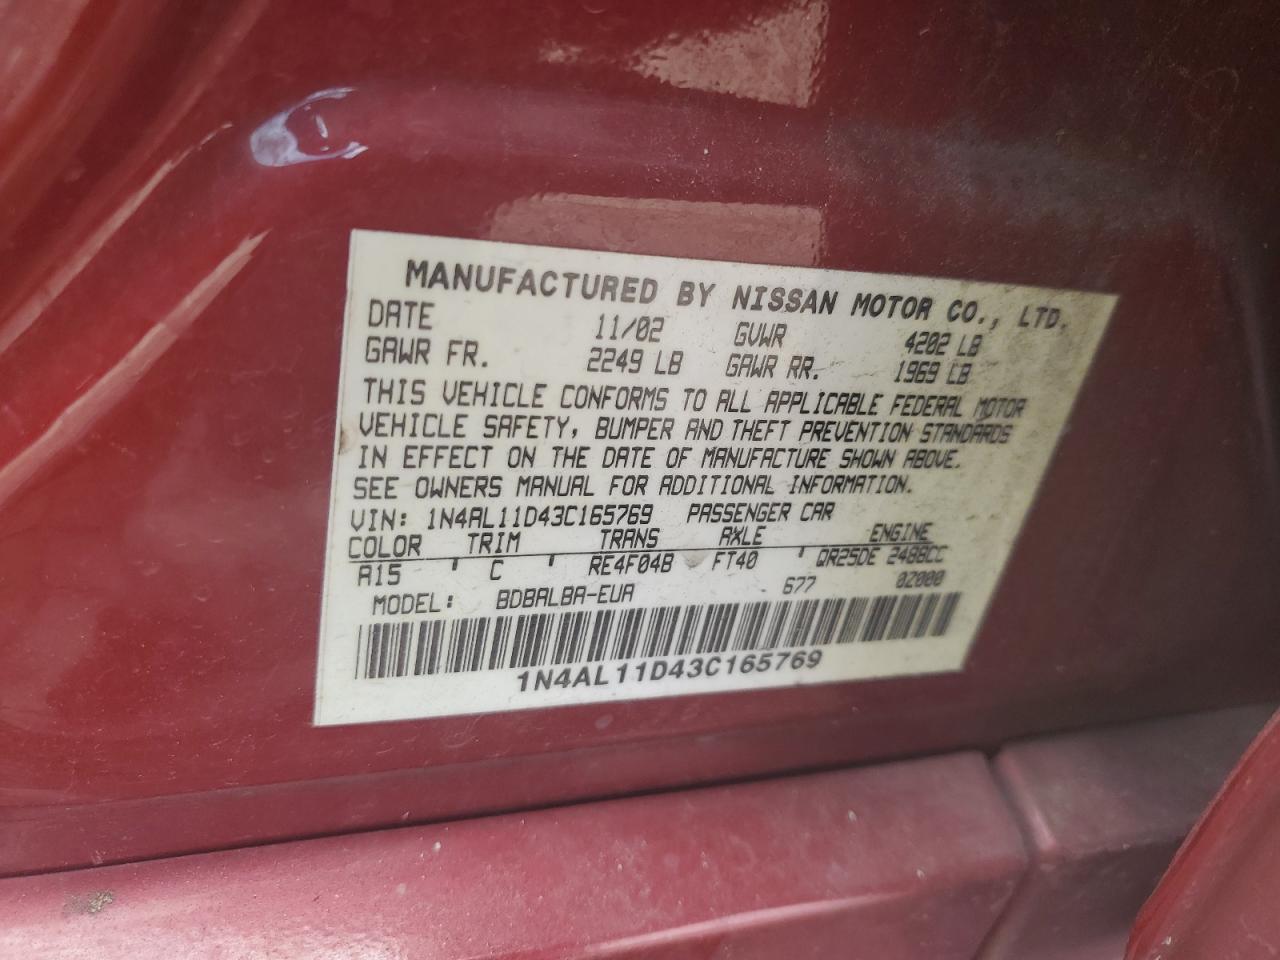 MANUFACTURED BY NISSAN MOTOR CO., LTD.
DATE 11/02 GVWR 4202 LB
GAWR FR. 2249 LB GAWR RR. 1969 LB
THIS VEHICLE CONFORMS TO ALL APPLICABLE FEDERAL MOTOR
VEHICLE SAFETY, BUMPER AND THEFT PREVENTION STANDARDS
IN EFFECT ON THE DATE OF MANUFACTURE SHOWN ABOVE.
SEE OWNERS MANUAL FOR ADDITIONAL INFORMATION.
VIN: 1N4AL11D43C165769 PASSENGER CAR
COLOR TRIM TRANS AXLE ENGINE
A15 ' C ' RE4F04B FT40 ' QR25DE 2488CC
MODEL: BDBALBA-EUA 677 0Z000
1N4AL11D43C165769